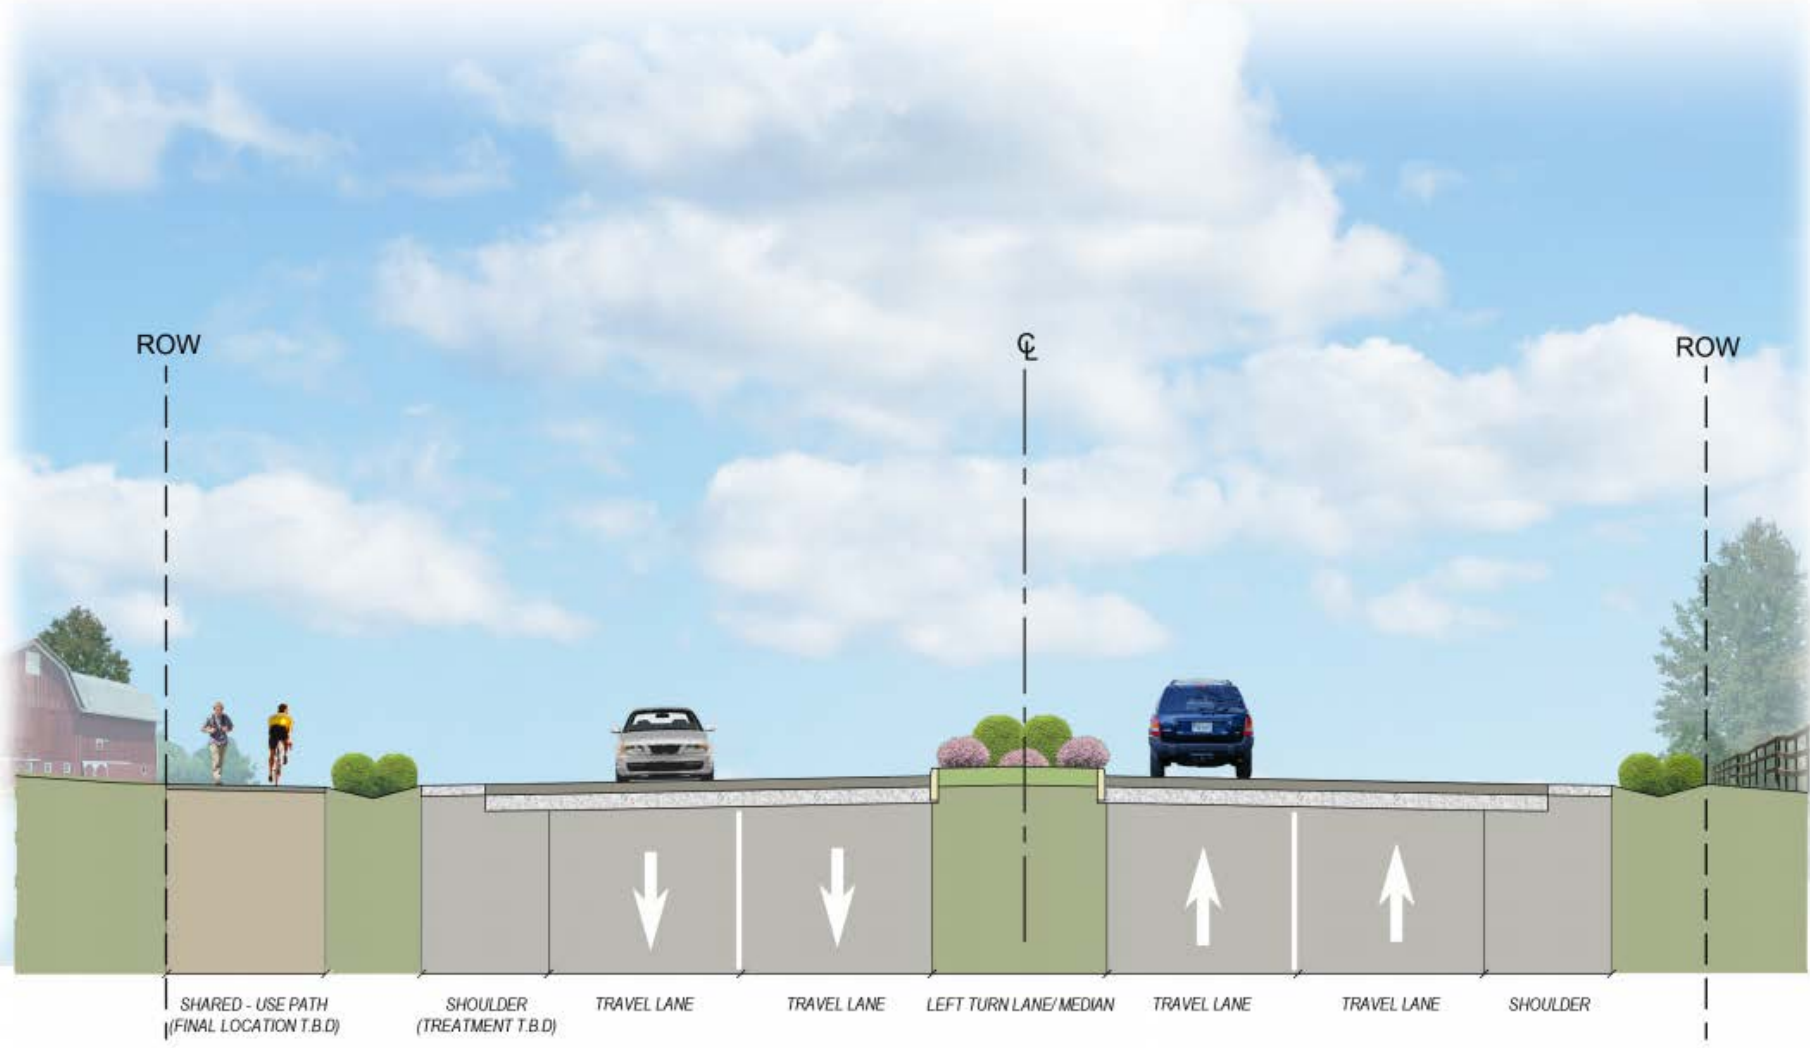 ROW
℄
ROW
SHARED - USE PATH
(FINAL LOCATION T.B.D)
SHOULDER
(TREATMENT T.B.D)
TRAVEL LANE
TRAVEL LANE
LEFT TURN LANE/ MEDIAN
TRAVEL LANE
TRAVEL LANE
SHOULDER